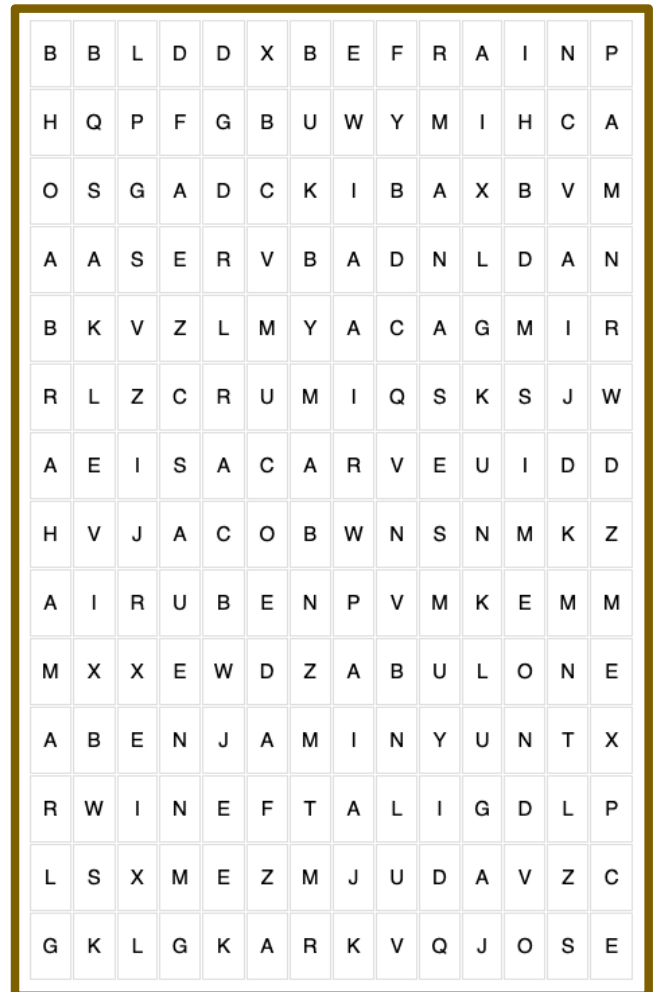 B B L D D X B E F R A I N P
H Q P F G B U W Y M I H C A
O S G A D C K I B A X B V M
A A S E R V B A D N L D A N
B K V Z L M Y A C A G M I R
R L Z C R U M I Q S K S J W
A E I S A C A R V E U I D D
H V J A C O B W N S N M K Z
A I R U B E N P V M K E M M
M X X E W D Z A B U L O N E
A B E N J A M I N Y U N T X
R W I N E F T A L I G D L P
L S X M E Z M J U D A V Z C
G K L G K A R K V Q J O S E